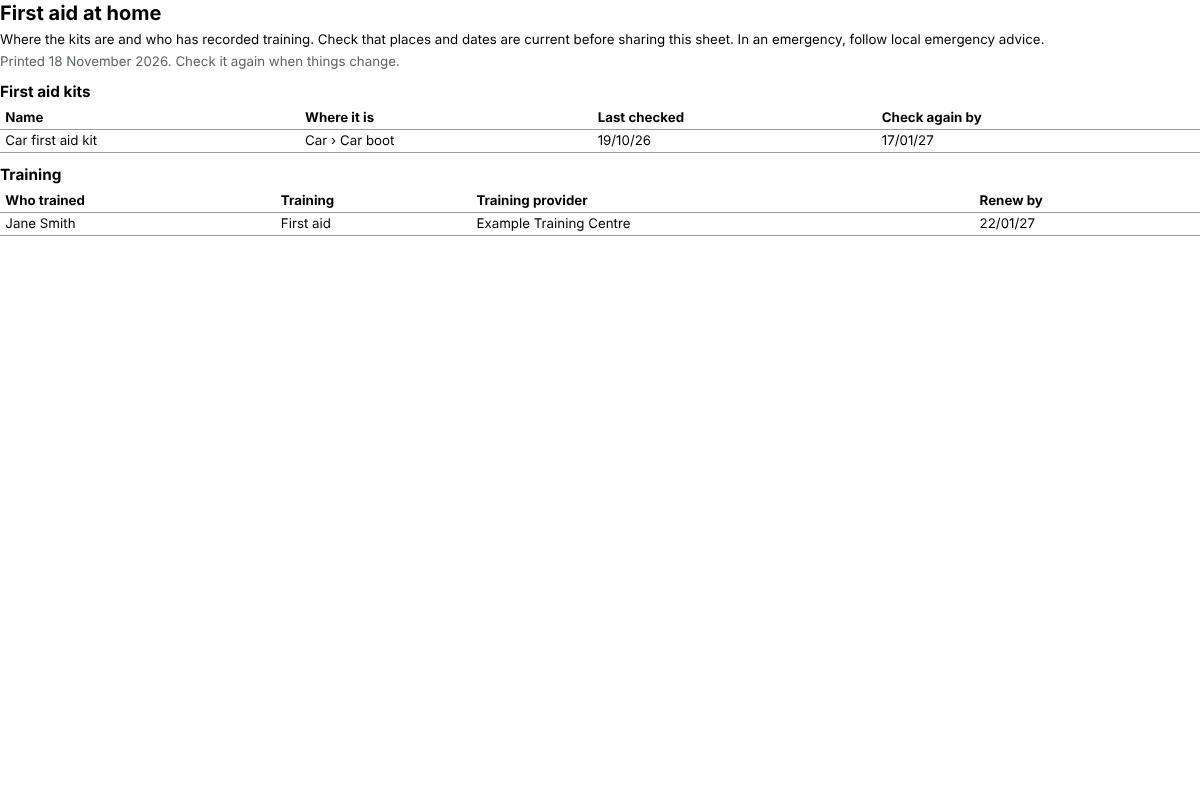 First aid at home
Where the kits are and who has recorded training. Check that places and dates are current before sharing this sheet. In an emergency, follow local emergency advice.
Printed 18 November 2026. Check it again when things change.
First aid kits
Name Where it is Last checked Check again by
Car first aid kit Car › Car boot 19/10/26 17/01/27
Training
Who trained Training Training provider Renew by
Jane Smith First aid Example Training Centre 22/01/27